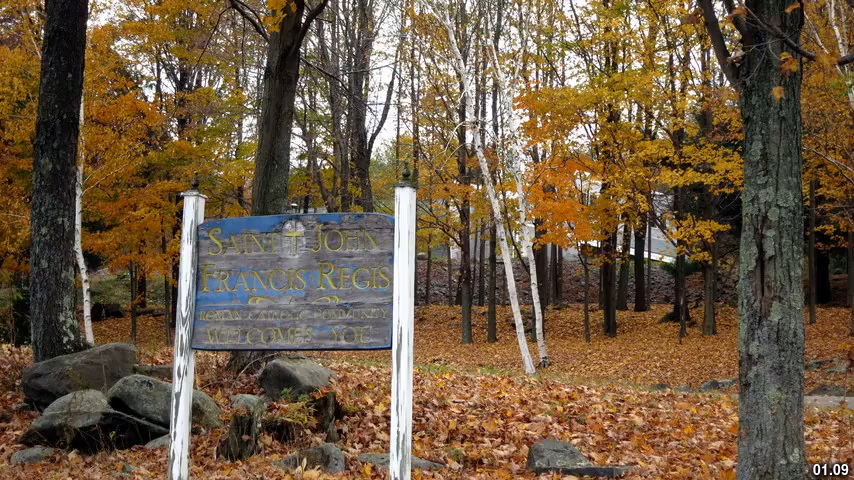 SAINT JOHN
FRANCIS REGIS
ROMAN CATHOLIC COMMUNITY
WELCOMES YOU
01.09